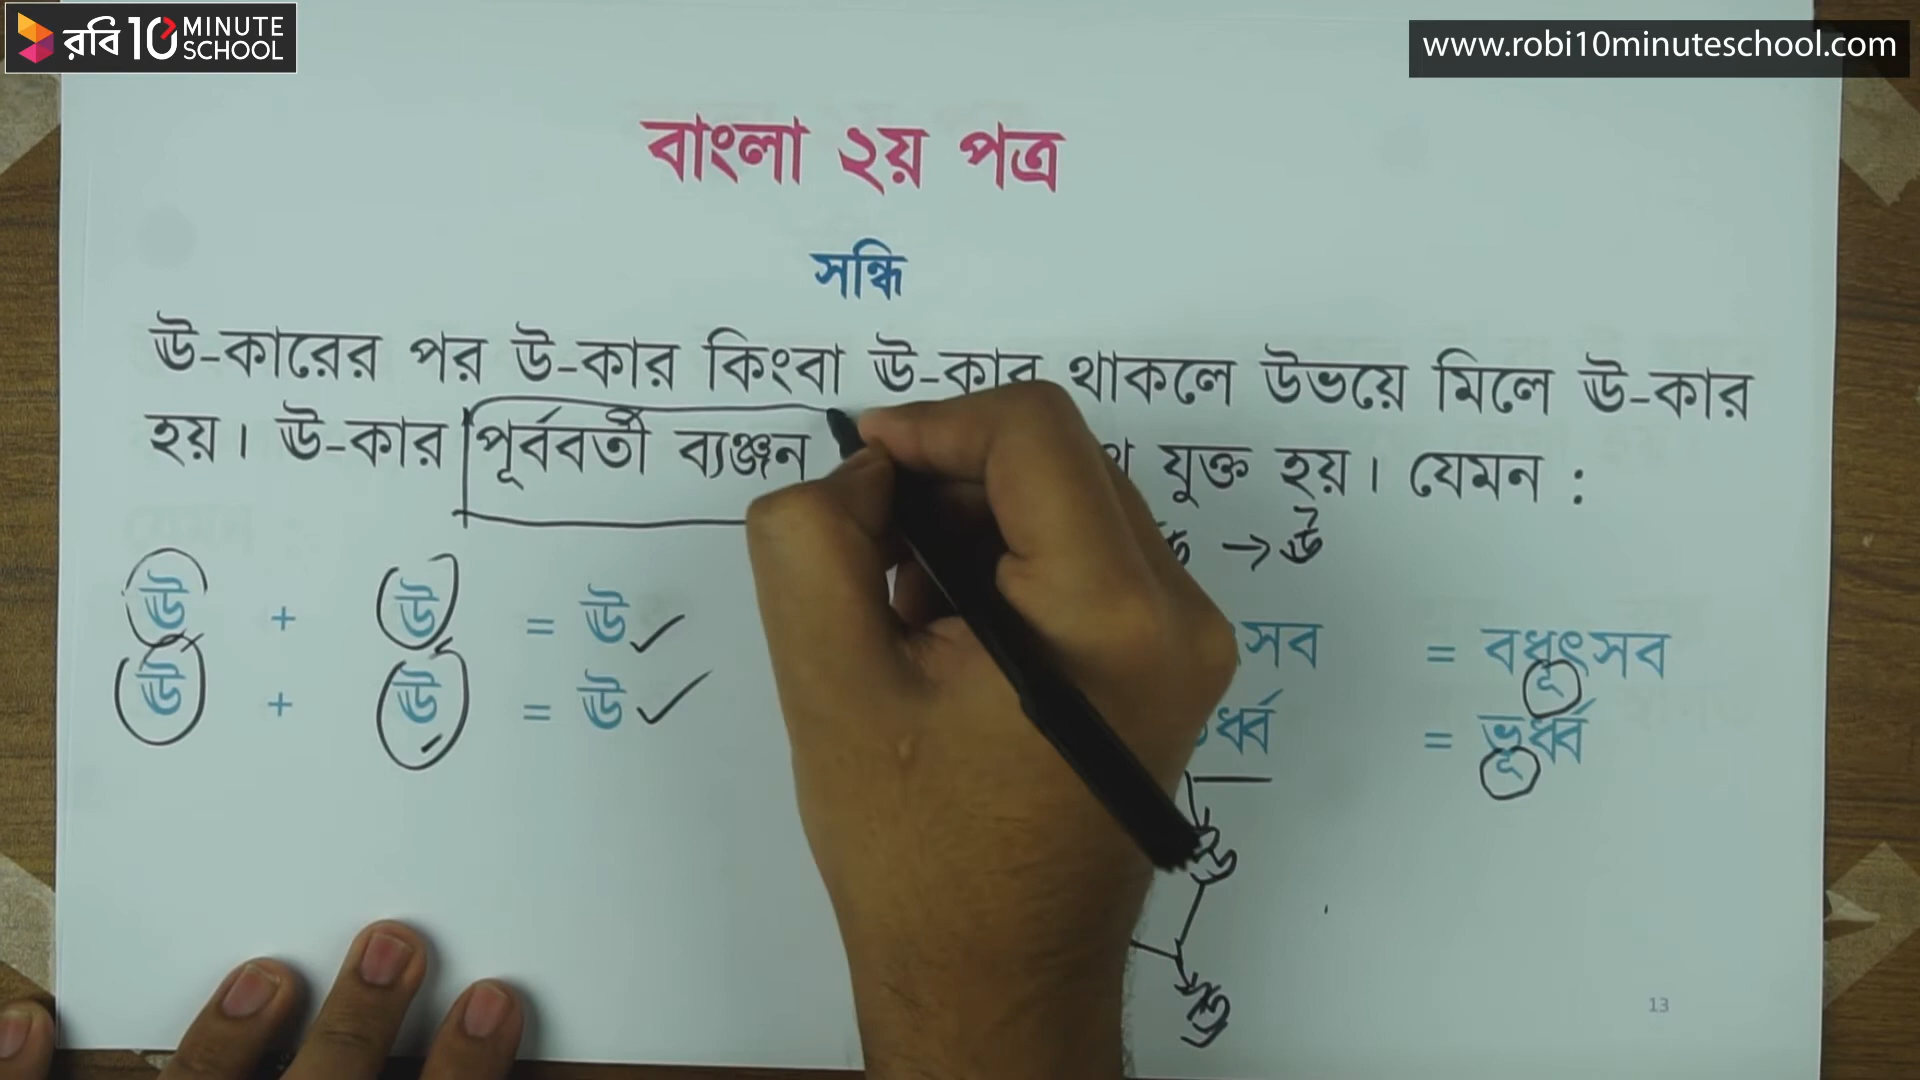 রবি 10 MINUTE SCHOOL
www.robi10minuteschool.com
বাংলা ২য় পত্র
সন্ধি
ঊ-কারের পর উ-কার কিংবা ঊ-কার থাকলে উভয়ে মিলে ঊ-কার
হয়। ঊ-কার পূর্ববর্তী ব্যঞ্জন যুক্ত হয়। যেমন :
→ ঊ
ঊ + উ = ঊ = বধূৎসব
ঊ + ঊ = ঊ = ভূর্ধ্ব
13